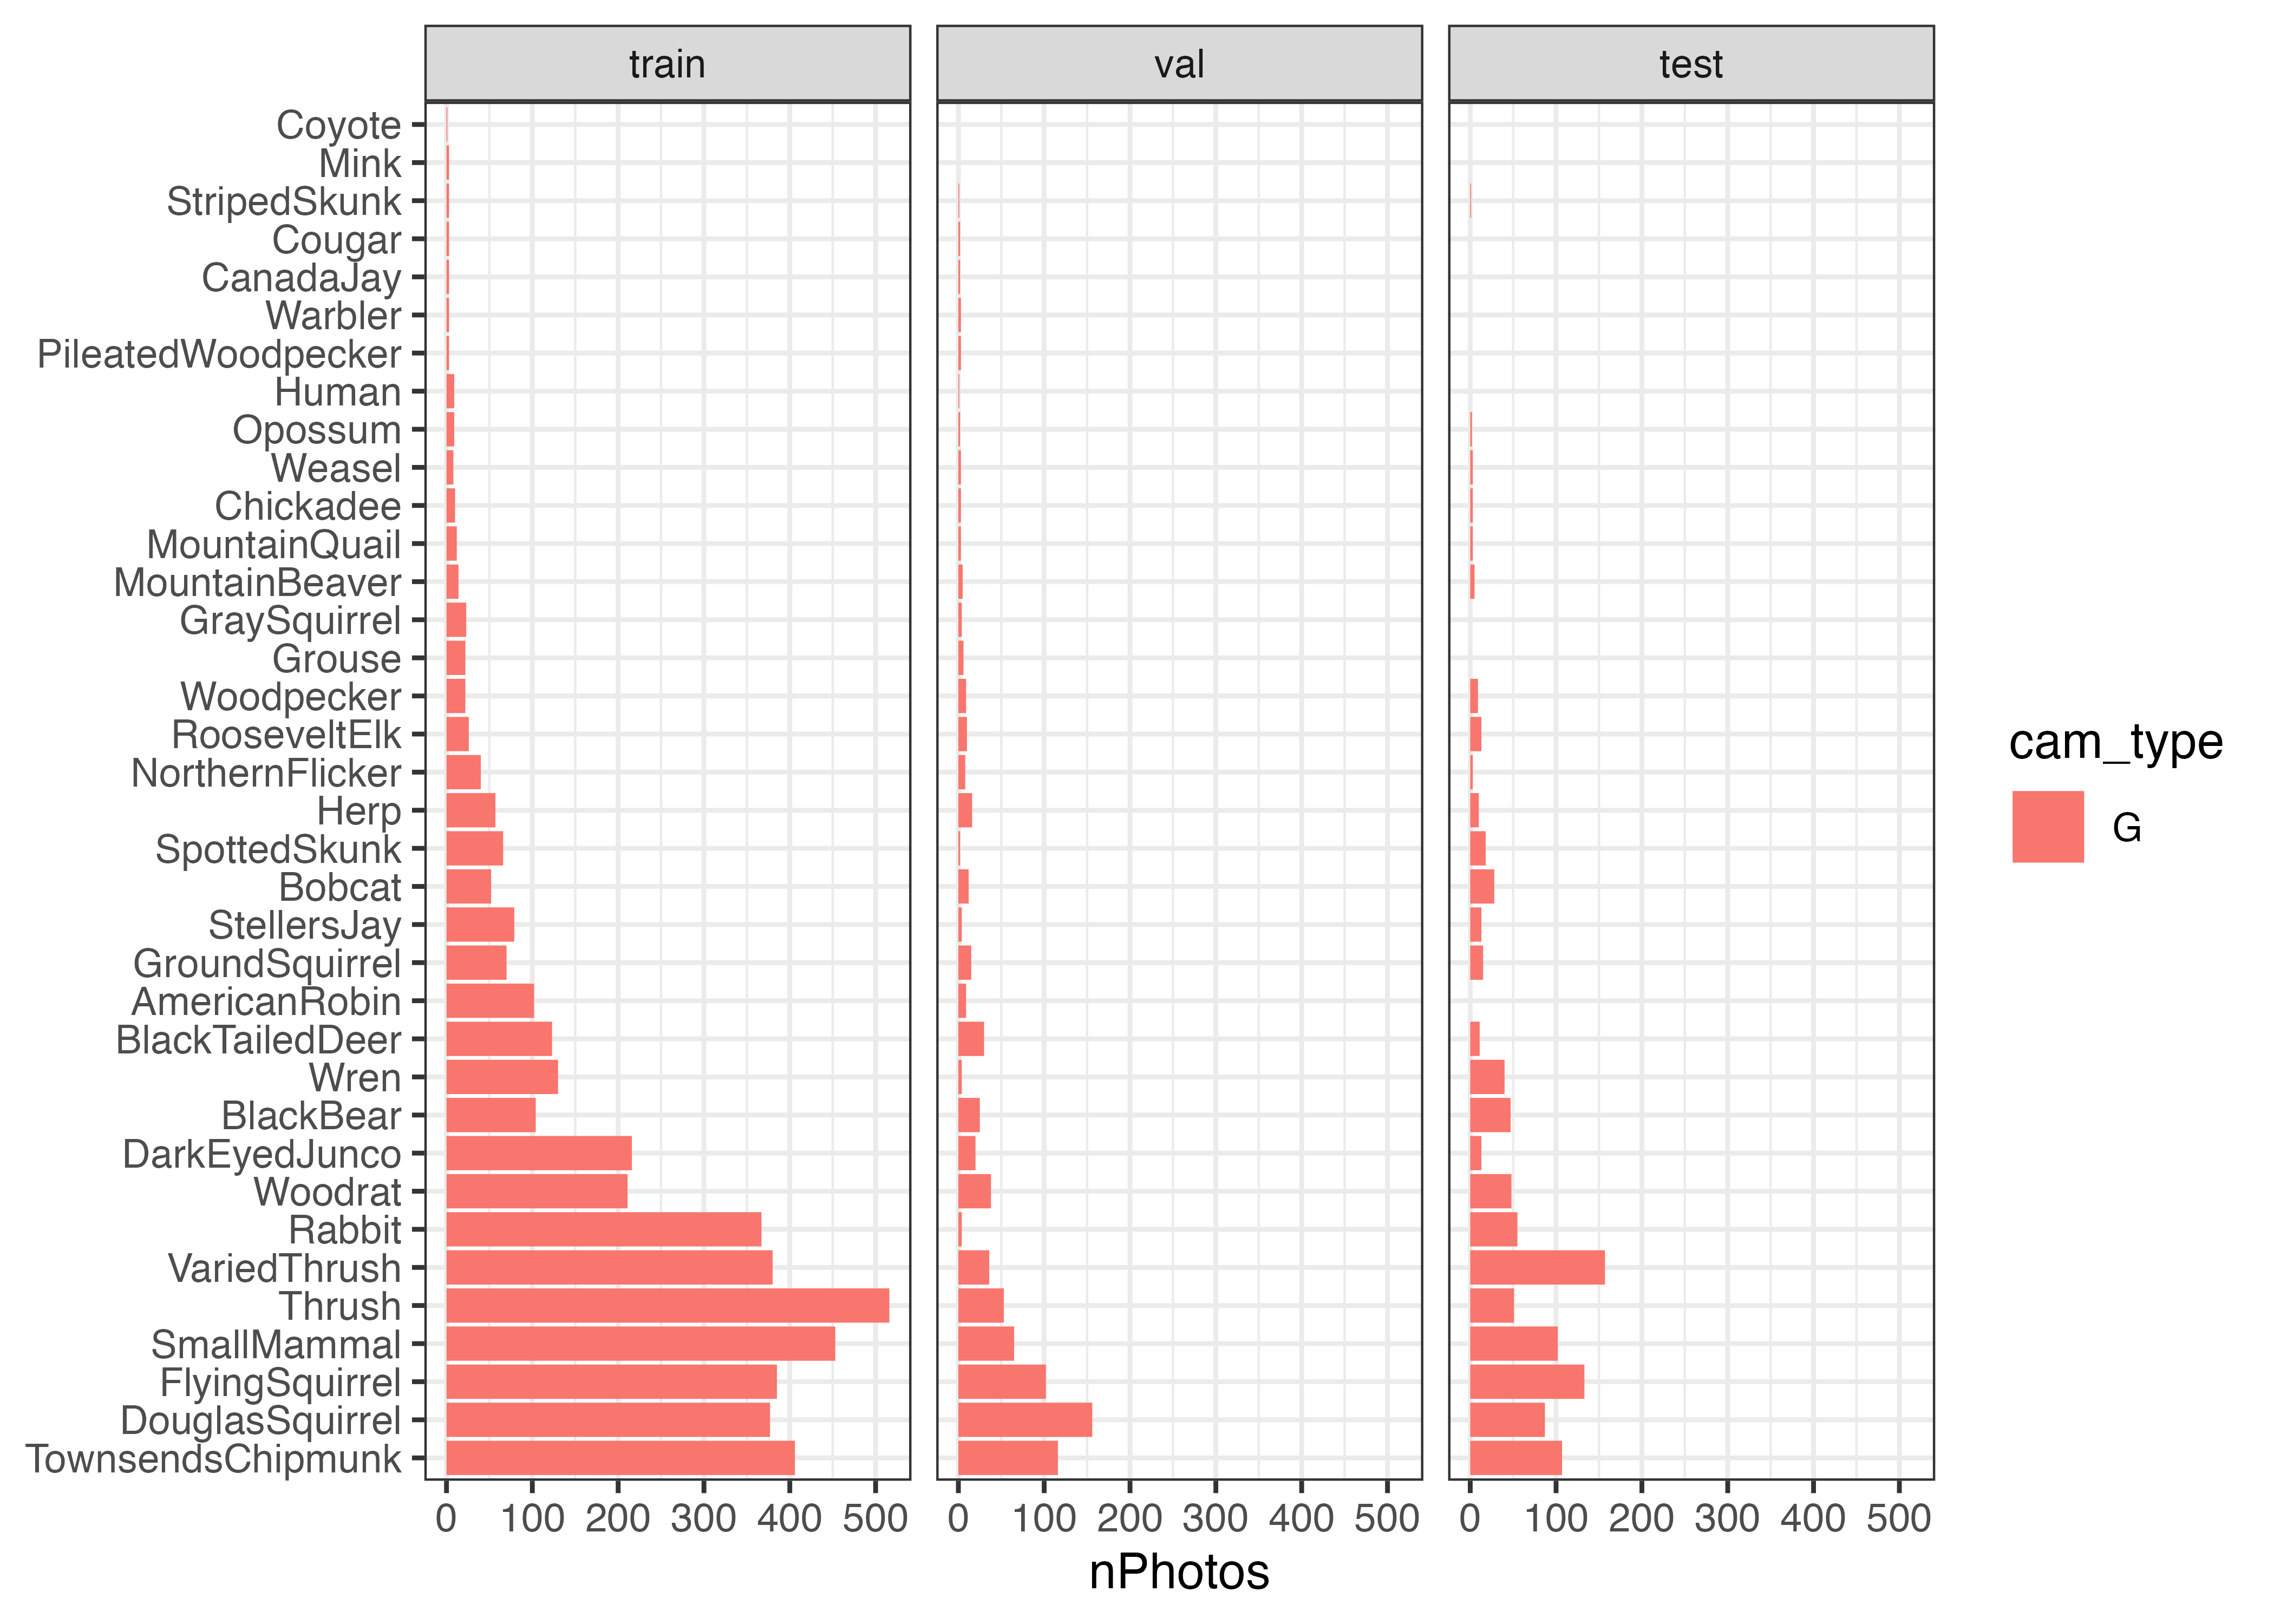 train
val
test
Coyote
Mink
StripedSkunk
Cougar
CanadaJay
Warbler
PileatedWoodpecker
Human
Opossum
Weasel
Chickadee
MountainQuail
MountainBeaver
GraySquirrel
Grouse
Woodpecker
RooseveltElk
NorthernFlicker
Herp
SpottedSkunk
Bobcat
StellersJay
GroundSquirrel
AmericanRobin
BlackTailedDeer
Wren
BlackBear
DarkEyedJunco
Woodrat
Rabbit
VariedThrush
Thrush
SmallMammal
FlyingSquirrel
DouglasSquirrel
TownsendsChipmunk
0 100 200 300 400 500
0 100 200 300 400 500
0 100 200 300 400 500
nPhotos
cam_type
G